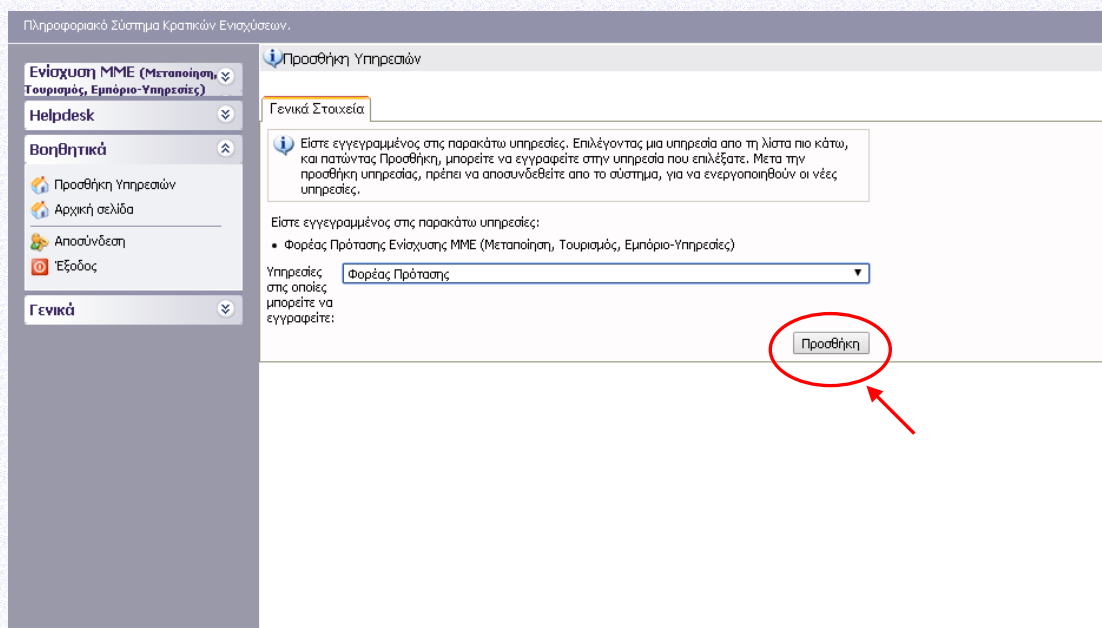 Πληροφοριακό Σύστημα Κρατικών Ενισχύσεων.
Ενίσχυση ΜΜΕ (Μεταποίηση,
Τουρισμός, Εμπόριο-Υπηρεσίες)
Helpdesk
Βοηθητικά
Προσθήκη Υπηρεσιών
Αρχική σελίδα
Αποσύνδεση
Έξοδος
Γενικά
Προσθήκη Υπηρεσιών
Γενικά Στοιχεία
Είστε εγγεγραμμένος στις παρακάτω υπηρεσίες. Επιλέγοντας μια υπηρεσία απο τη λίστα πιο κάτω,
και πατώντας Προσθήκη, μπορείτε να εγγραφείτε στην υπηρεσία που επιλέξατε. Μετα την
προσθήκη υπηρεσίας, πρέπει να αποσυνδεθείτε απο το σύστημα, για να ενεργοποιηθούν οι νέες
υπηρεσίες.
Είστε εγγεγραμμένος στις παρακάτω υπηρεσίες:
• Φορέας Πρότασης Ενίσχυσης ΜΜΕ (Μεταποίηση, Τουρισμός, Εμπόριο-Υπηρεσίες)
Υπηρεσίες
στις οποίες
μπορείτε να
εγγραφείτε:
Φορέας Πρότασης
Προσθήκη